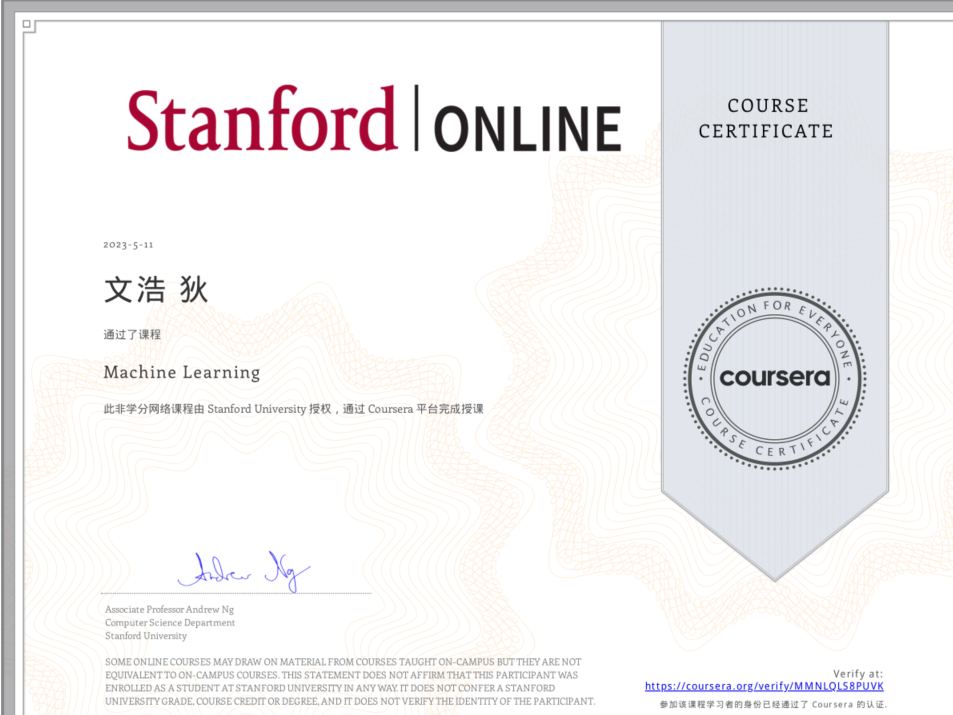 Stanford ONLINE
COURSE
CERTIFICATE
2023-5-11
文浩 狄
通过了课程
Machine Learning
此非学分网络课程由 Stanford University 授权，通过 Coursera 平台完成授课
EDUCATION FOR EVERYONE
coursera
COURSE CERTIFICATE
Andrew Ng
Associate Professor Andrew Ng
Computer Science Department
Stanford University
SOME ONLINE COURSES MAY DRAW ON MATERIAL FROM COURSES TAUGHT ON-CAMPUS BUT THEY ARE NOT
EQUIVALENT TO ON-CAMPUS COURSES. THIS STATEMENT DOES NOT AFFIRM THAT THIS PARTICIPANT WAS
ENROLLED AS A STUDENT AT STANFORD UNIVERSITY IN ANY WAY. IT DOES NOT CONFER A STANFORD
UNIVERSITY GRADE, COURSE CREDIT OR DEGREE, AND IT DOES NOT VERIFY THE IDENTITY OF THE PARTICIPANT.
Verify at:
https://coursera.org/verify/MMNLQLS8PUVK
参加该课程学习者的身份已经通过了 Coursera 的认证.